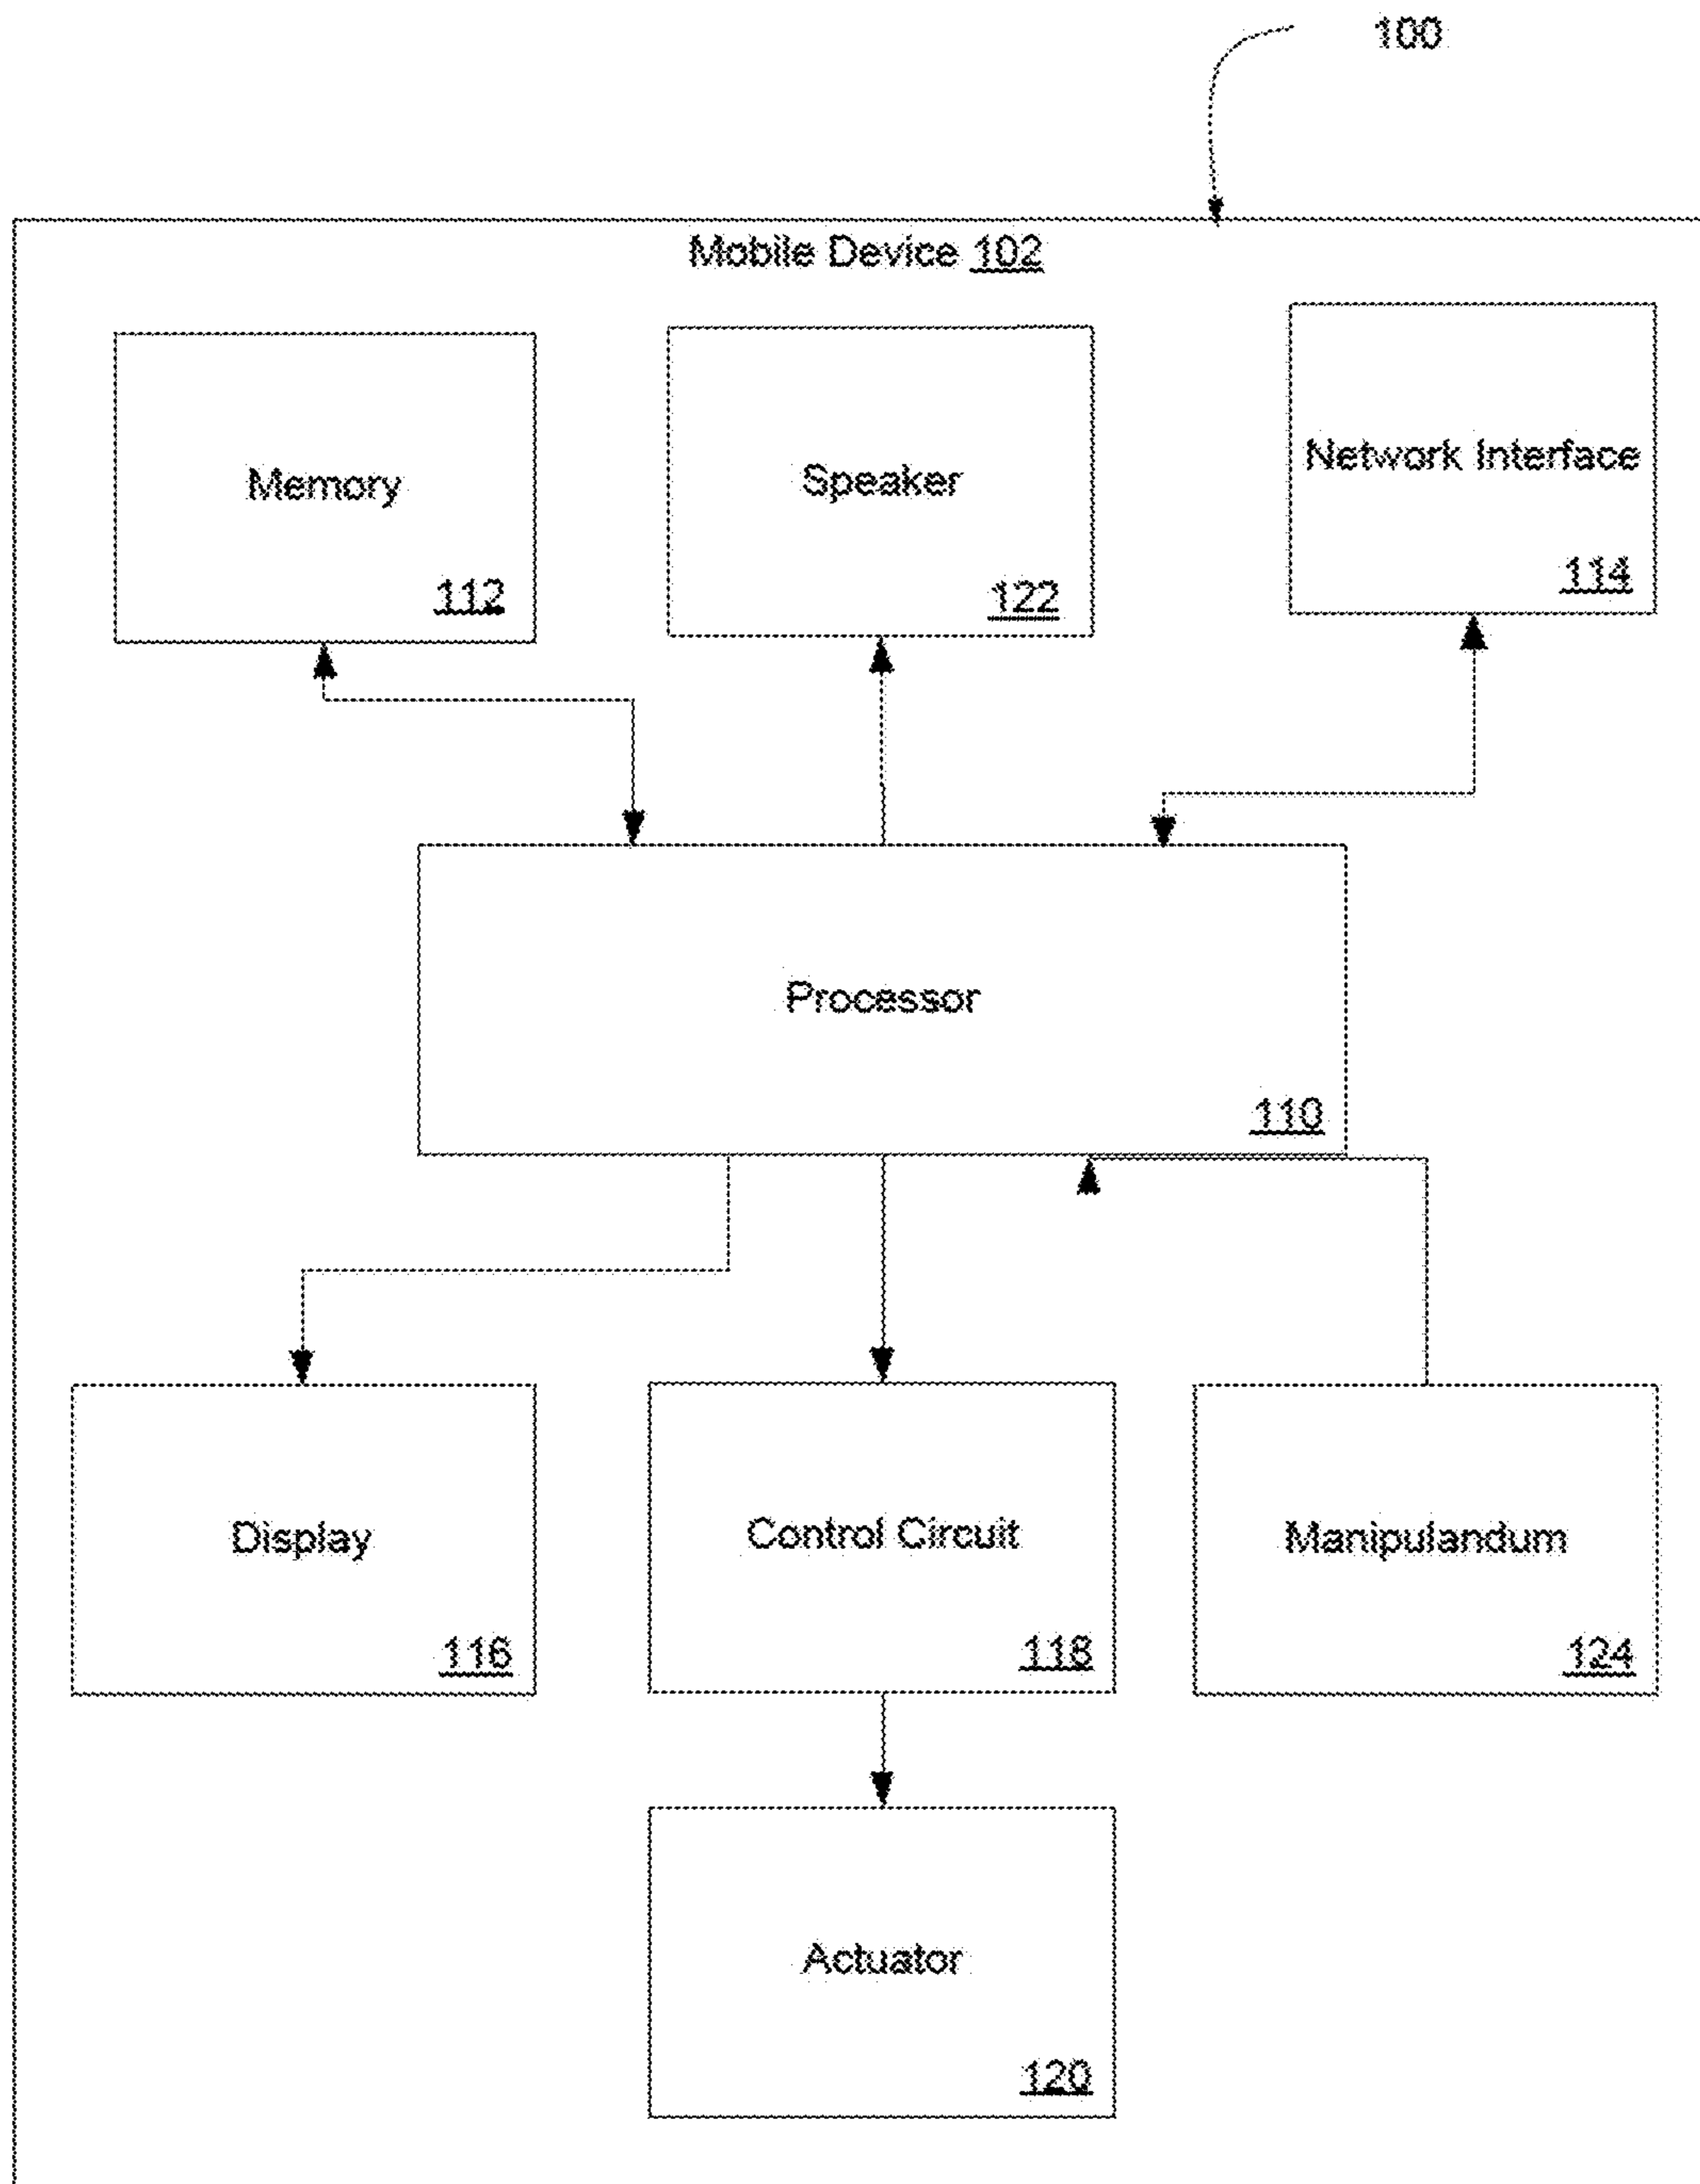 100
Mobile Device 102
Memory
112
Speaker
122
Network Interface
114
Processor
110
Display
116
Control Circuit
118
Manipulandum
124
Actuator
120